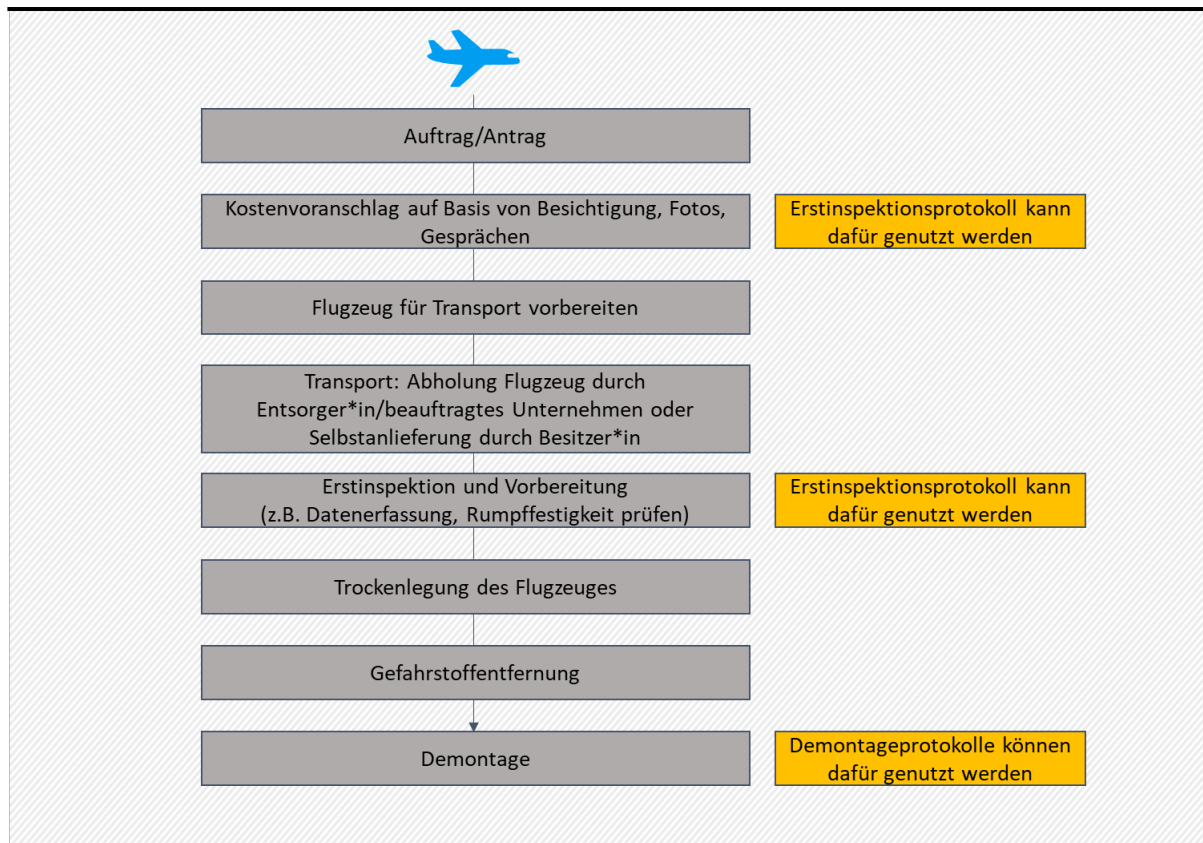 Auftrag/Antrag
Kostenvoranschlag auf Basis von Besichtigung, Fotos,
Gesprächen
Erstinspektionsprotokoll kann
dafür genutzt werden
Flugzeug für Transport vorbereiten
Transport: Abholung Flugzeug durch
Entsorger*in/beauftragtes Unternehmen oder
Selbstanlieferung durch Besitzer*in
Erstinspektion und Vorbereitung
(z.B. Datenerfassung, Rumpffestigkeit prüfen)
Erstinspektionsprotokoll kann
dafür genutzt werden
Trockenlegung des Flugzeuges
Gefahrstoffentfernung
Demontage
Demontageprotokolle können
dafür genutzt werden